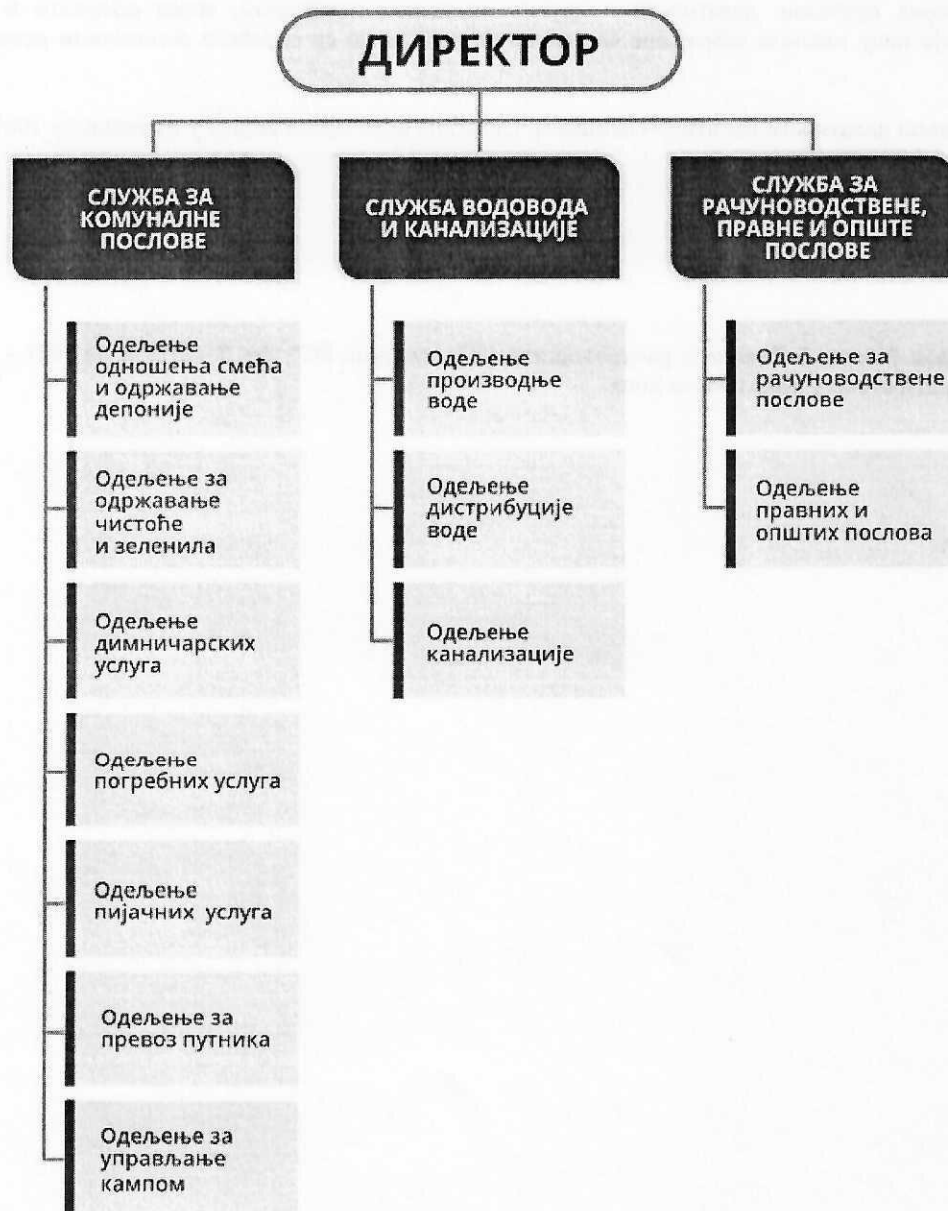 ДИРЕКТОР
СЛУЖБА ЗА
КОМУНАЛНЕ
ПОСЛОВЕ
Одељење
одношења смећа
и одржавање
депоније
Одељење за
одржавање
чистоће
и зеленила
Одељење
димничарских
услуга
Одељење
погребних услуга
Одељење
пијачних услуга
Одељење за
превоз путника
Одељење за
управљање
кампом
СЛУЖБА ВОДОВОДА
И КАНАЛИЗАЦИЈЕ
Одељење
производње
воде
Одељење
дистрибуције
воде
Одељење
канализације
СЛУЖБА ЗА
РАЧУНОВОДСТВЕНЕ,
ПРАВНЕ И ОПШТЕ
ПОСЛОВЕ
Одељење за
рачуноводствене
послове
Одељење
правних и
општих послова